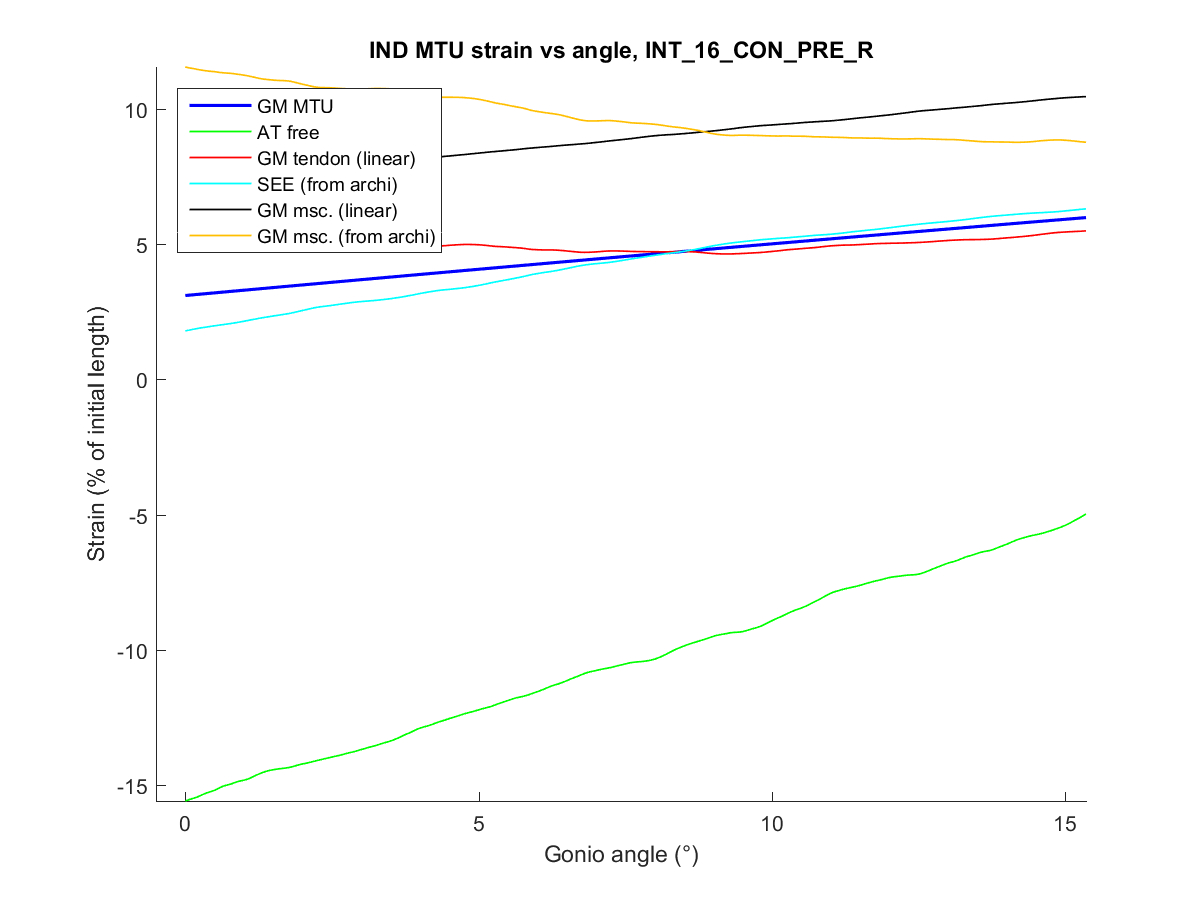 IND MTU strain vs angle, INT_16_CON_PRE_R
GM MTU
AT free
GM tendon (linear)
SEE (from archi)
GM msc. (linear)
GM msc. (from archi)
10
5
0
-5
-10
-15
Strain (% of initial length)
0
5
10
15
Gonio angle (°)